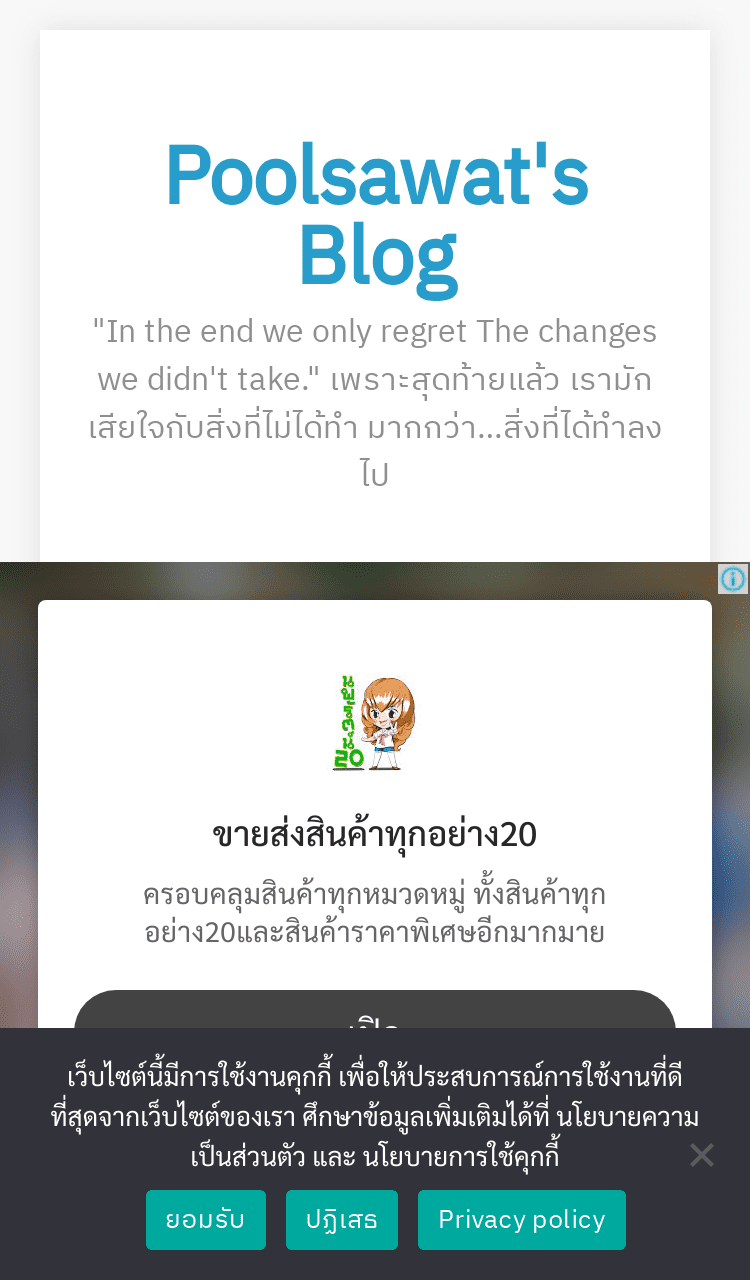 Poolsawat's
Blog
"In the end we only regret The changes
we didn't take." เพราะสุดท้ายแล้ว เรามัก
เสียใจกับสิ่งที่ไม่ได้ทำ มากกว่า...สิ่งที่ได้ทำลง
ไป
20
ขายส่งสินค้าทุกอย่าง20
ครอบคลุมสินค้าทุกหมวดหมู่ ทั้งสินค้าทุก
อย่าง20และสินค้าราคาพิเศษอีกมากมาย
เว็บไซต์นี้มีการใช้งานคุกกี้ เพื่อให้ประสบการณ์การใช้งานที่ดี
ที่สุดจากเว็บไซต์ของเรา ศึกษาข้อมูลเพิ่มเติมได้ที่ นโยบายความ
เป็นส่วนตัว และ นโยบายการใช้คุกกี้
ยอมรับ
ปฏิเสธ
Privacy policy